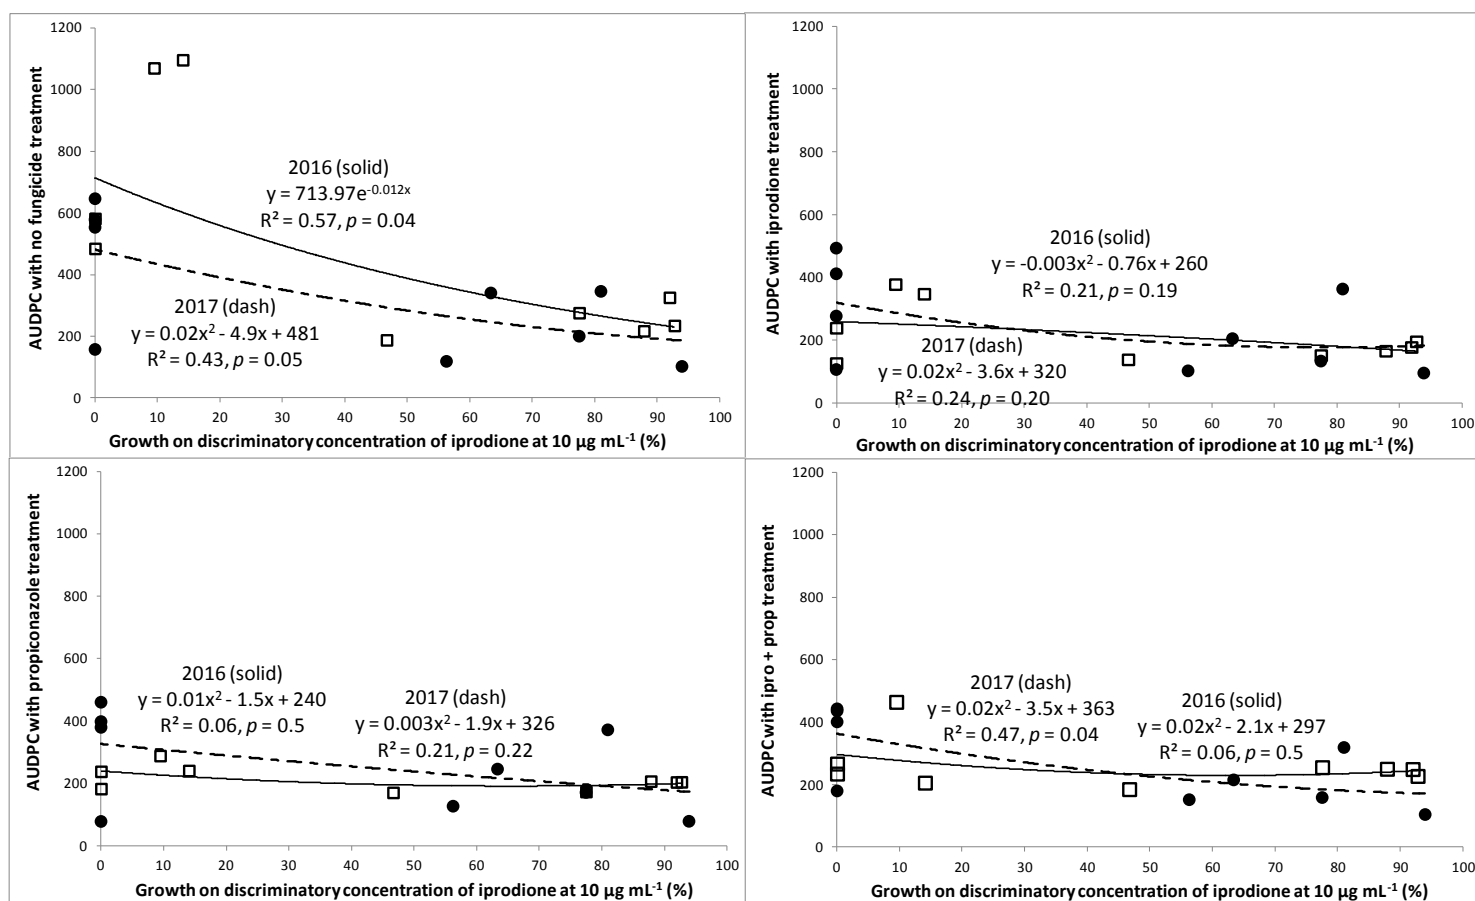 AUDPC with no fungicide treatment
1200
1000
800
600
400
200
0
2016 (solid)
y = 713.97e^-0.012x
R² = 0.57, p = 0.04
2017 (dash)
y = 0.02x² - 4.9x + 481
R² = 0.43, p = 0.05
0 10 20 30 40 50 60 70 80 90 100
Growth on discriminatory concentration of iprodione at 10 µg mL⁻¹ (%)
AUDPC with iprodione treatment
1200
1000
800
600
400
200
0
2016 (solid)
y = -0.003x² - 0.76x + 260
R² = 0.21, p = 0.19
2017 (dash)
y = 0.02x² - 3.6x + 320
R² = 0.24, p = 0.20
0 10 20 30 40 50 60 70 80 90 100
Growth on discriminatory concentration of iprodione at 10 µg mL⁻¹ (%)
AUDPC with propiconazole treatment
1200
1000
800
600
400
200
0
2016 (solid)
y = 0.01x² - 1.5x + 240
R² = 0.06, p = 0.5
2017 (dash)
y = 0.003x² - 1.9x + 326
R² = 0.21, p = 0.22
0 10 20 30 40 50 60 70 80 90 100
Growth on discriminatory concentration of iprodione at 10 µg mL⁻¹ (%)
AUDPC with ipro + prop treatment
1200
1000
800
600
400
200
0
2017 (dash)
y = 0.02x² - 3.5x + 363
R² = 0.47, p = 0.04
2016 (solid)
y = 0.02x² - 2.1x + 297
R² = 0.06, p = 0.5
0 10 20 30 40 50 60 70 80 90 100
Growth on discriminatory concentration of iprodione at 10 µg mL⁻¹ (%)